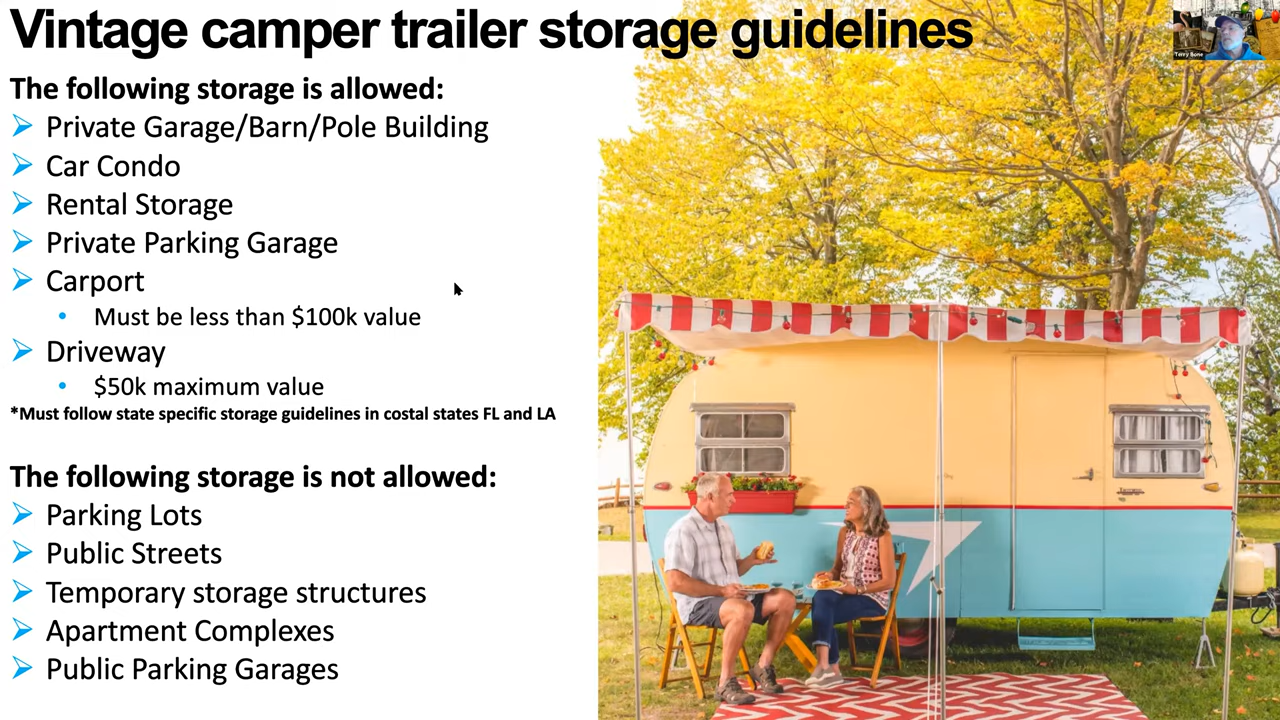 Vintage camper trailer storage guidelines
The following storage is allowed:
Private Garage/Barn/Pole Building
Car Condo
Rental Storage
Private Parking Garage
Carport
Must be less than $100k value
Driveway
$50k maximum value
*Must follow state specific storage guidelines in costal states FL and LA
The following storage is not allowed:
Parking Lots
Public Streets
Temporary storage structures
Apartment Complexes
Public Parking Garages
Terry Bone